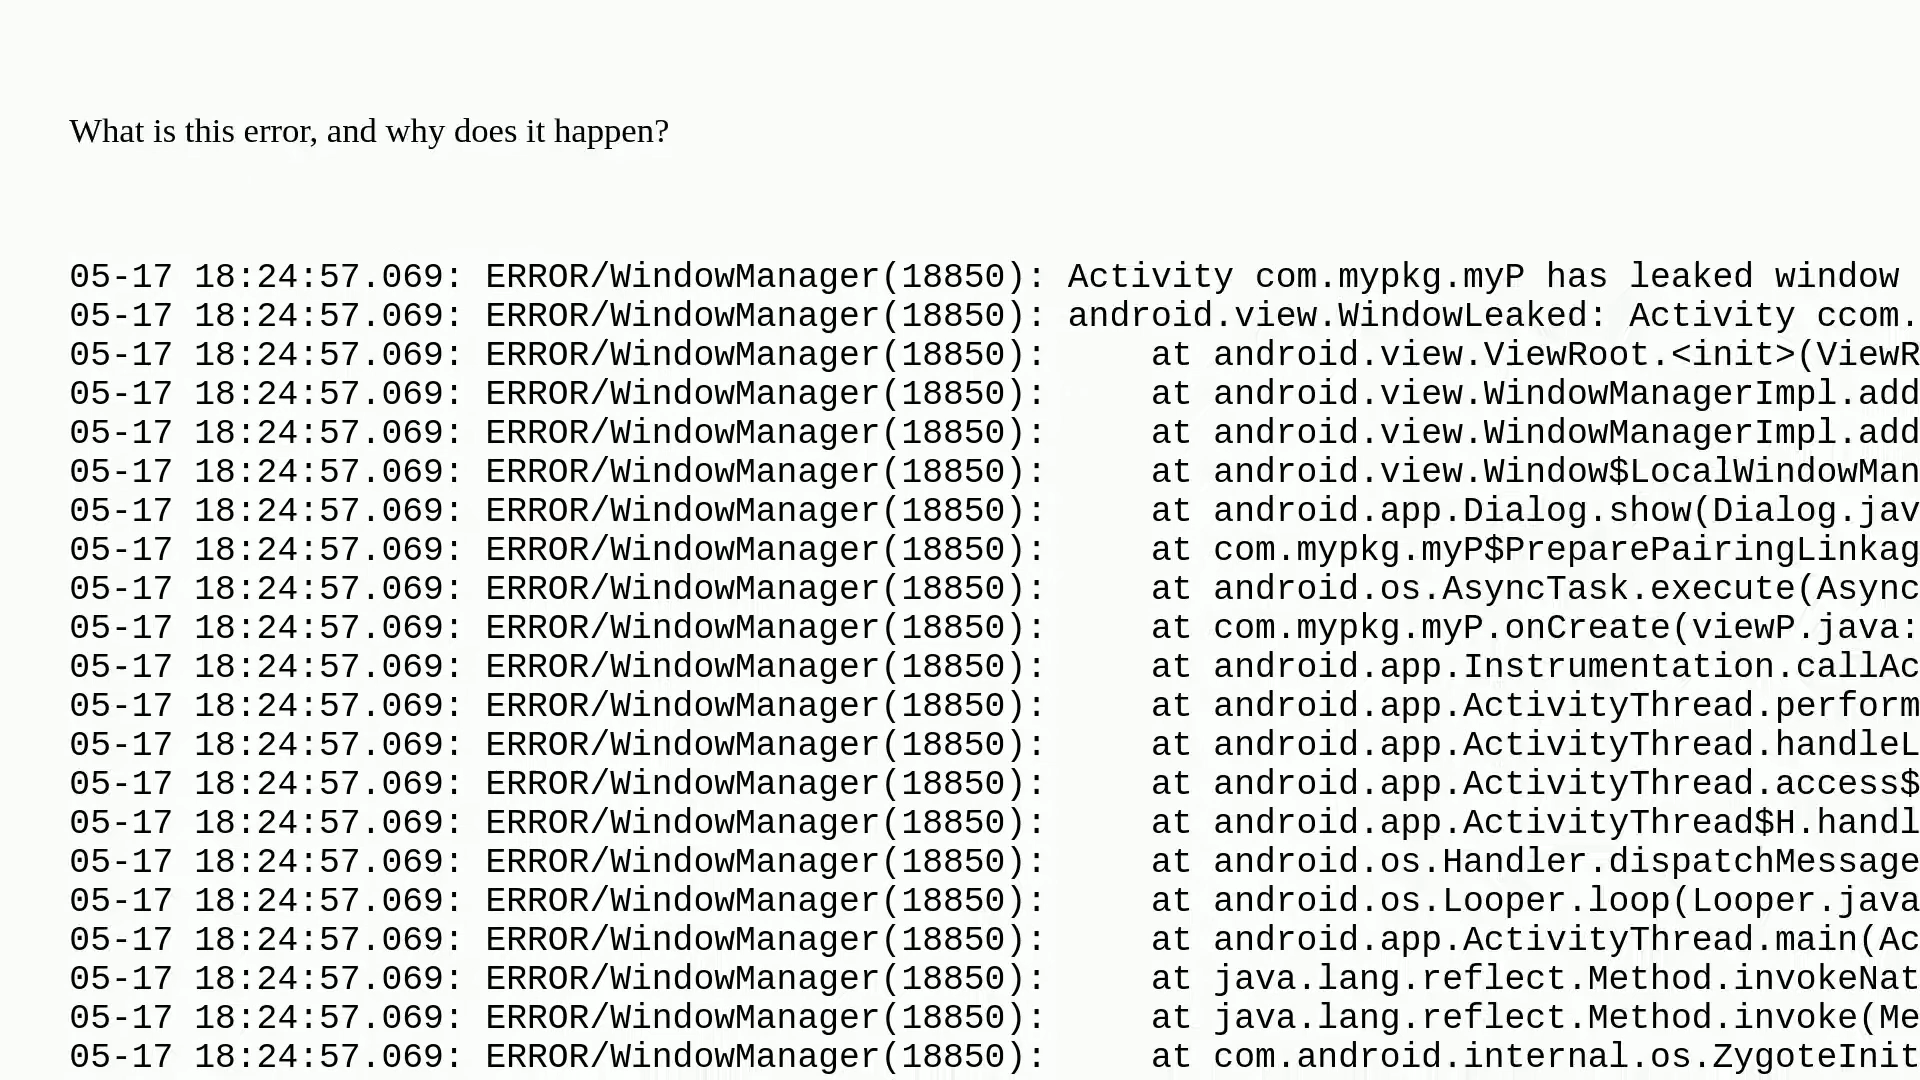 What is this error, and why does it happen?
05-17 18:24:57.069: ERROR/WindowManager(18850): Activity com.mypkg.myP has leaked window
05-17 18:24:57.069: ERROR/WindowManager(18850): android.view.WindowLeaked: Activity ccom.
05-17 18:24:57.069: ERROR/WindowManager(18850):     at android.view.ViewRoot.<init>(ViewR
05-17 18:24:57.069: ERROR/WindowManager(18850):     at android.view.WindowManagerImpl.add
05-17 18:24:57.069: ERROR/WindowManager(18850):     at android.view.WindowManagerImpl.add
05-17 18:24:57.069: ERROR/WindowManager(18850):     at android.view.Window$LocalWindowMan
05-17 18:24:57.069: ERROR/WindowManager(18850):     at android.app.Dialog.show(Dialog.jav
05-17 18:24:57.069: ERROR/WindowManager(18850):     at com.mypkg.myP$PreparePairingLinkag
05-17 18:24:57.069: ERROR/WindowManager(18850):     at android.os.AsyncTask.execute(Async
05-17 18:24:57.069: ERROR/WindowManager(18850):     at com.mypkg.myP.onCreate(viewP.java:
05-17 18:24:57.069: ERROR/WindowManager(18850):     at android.app.Instrumentation.callAc
05-17 18:24:57.069: ERROR/WindowManager(18850):     at android.app.ActivityThread.perform
05-17 18:24:57.069: ERROR/WindowManager(18850):     at android.app.ActivityThread.handleL
05-17 18:24:57.069: ERROR/WindowManager(18850):     at android.app.ActivityThread.access$
05-17 18:24:57.069: ERROR/WindowManager(18850):     at android.app.ActivityThread$H.handl
05-17 18:24:57.069: ERROR/WindowManager(18850):     at android.os.Handler.dispatchMessage
05-17 18:24:57.069: ERROR/WindowManager(18850):     at android.os.Looper.loop(Looper.java
05-17 18:24:57.069: ERROR/WindowManager(18850):     at android.app.ActivityThread.main(Ac
05-17 18:24:57.069: ERROR/WindowManager(18850):     at java.lang.reflect.Method.invokeNat
05-17 18:24:57.069: ERROR/WindowManager(18850):     at java.lang.reflect.Method.invoke(Me
05-17 18:24:57.069: ERROR/WindowManager(18850):     at com.android.internal.os.ZygoteInit